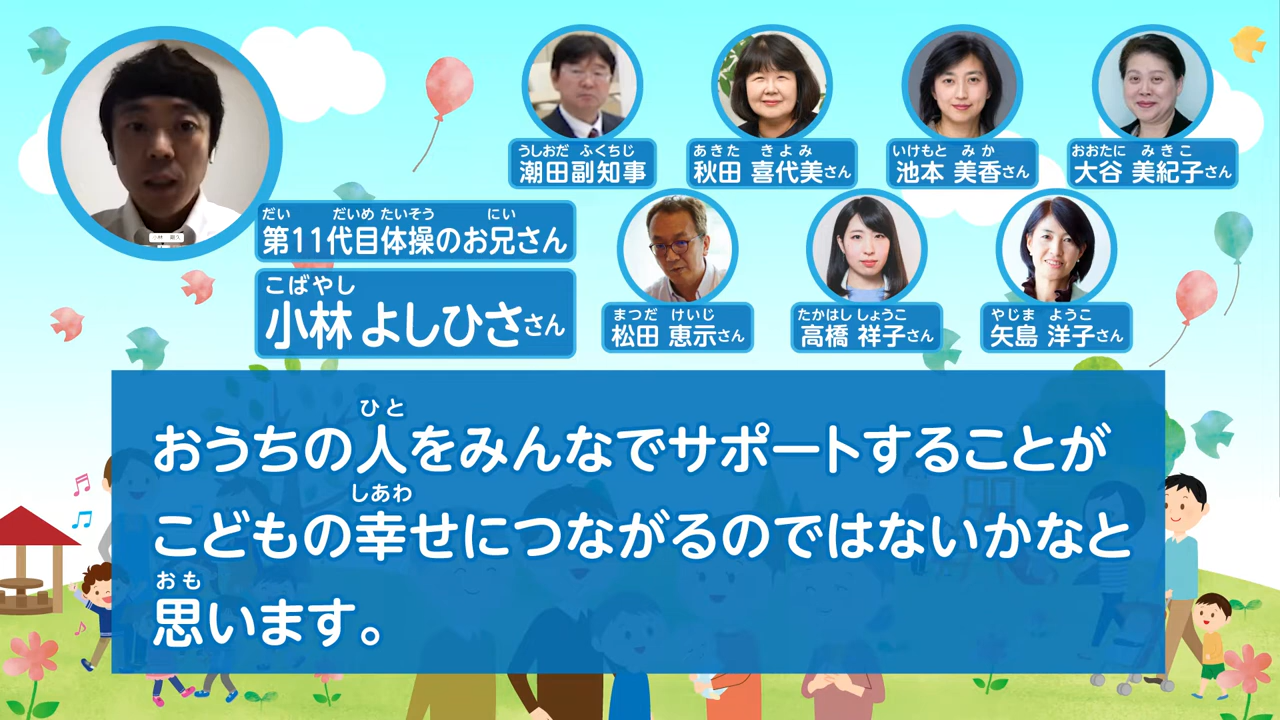 うしおだ ふくちじ
潮田副知事
あきた きよみ
秋田 喜代美さん
いけもと みか
池本 美香さん
おおたに みきこ
大谷 美紀子さん
だい だいめ たいそう にい
第11代目体操のお兄さん
こばやし
小林 よしひささん
まつだ けいじ
松田 恵示さん
たかはし しょうこ
高橋 祥子さん
やじま ようこ
矢島 洋子さん
ひと
おうちの人をみんなでサポートすることが
しあわ
こどもの幸せにつながるのではないかなと
おも
思います。